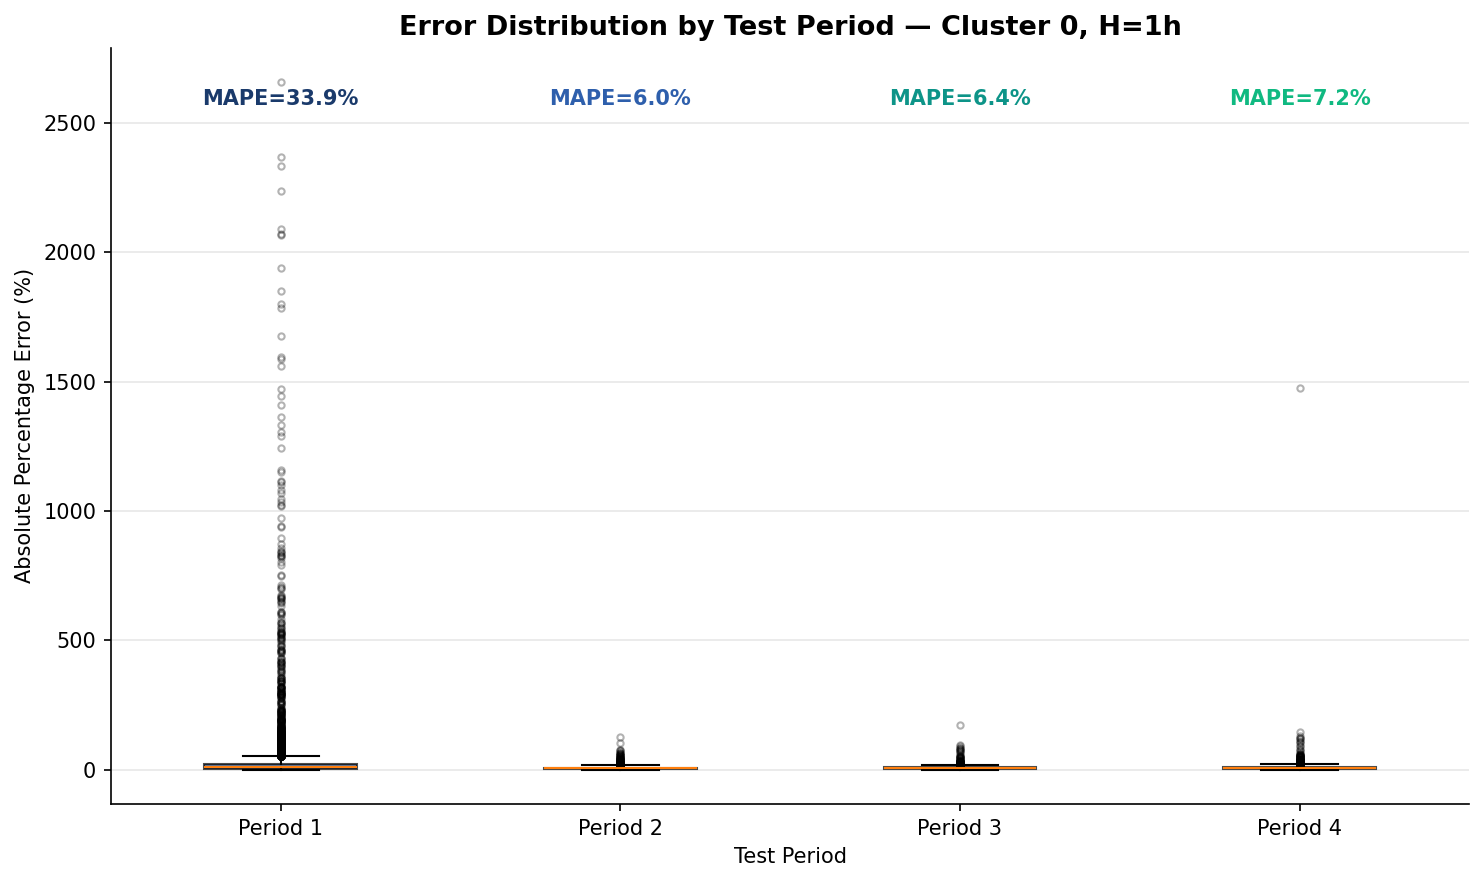 Error Distribution by Test Period — Cluster 0, H=1h
MAPE=33.9% MAPE=6.0% MAPE=6.4% MAPE=7.2%
2500
2000
1500
1000
500
0
Absolute Percentage Error (%)
Period 1 Period 2 Period 3 Period 4
Test Period